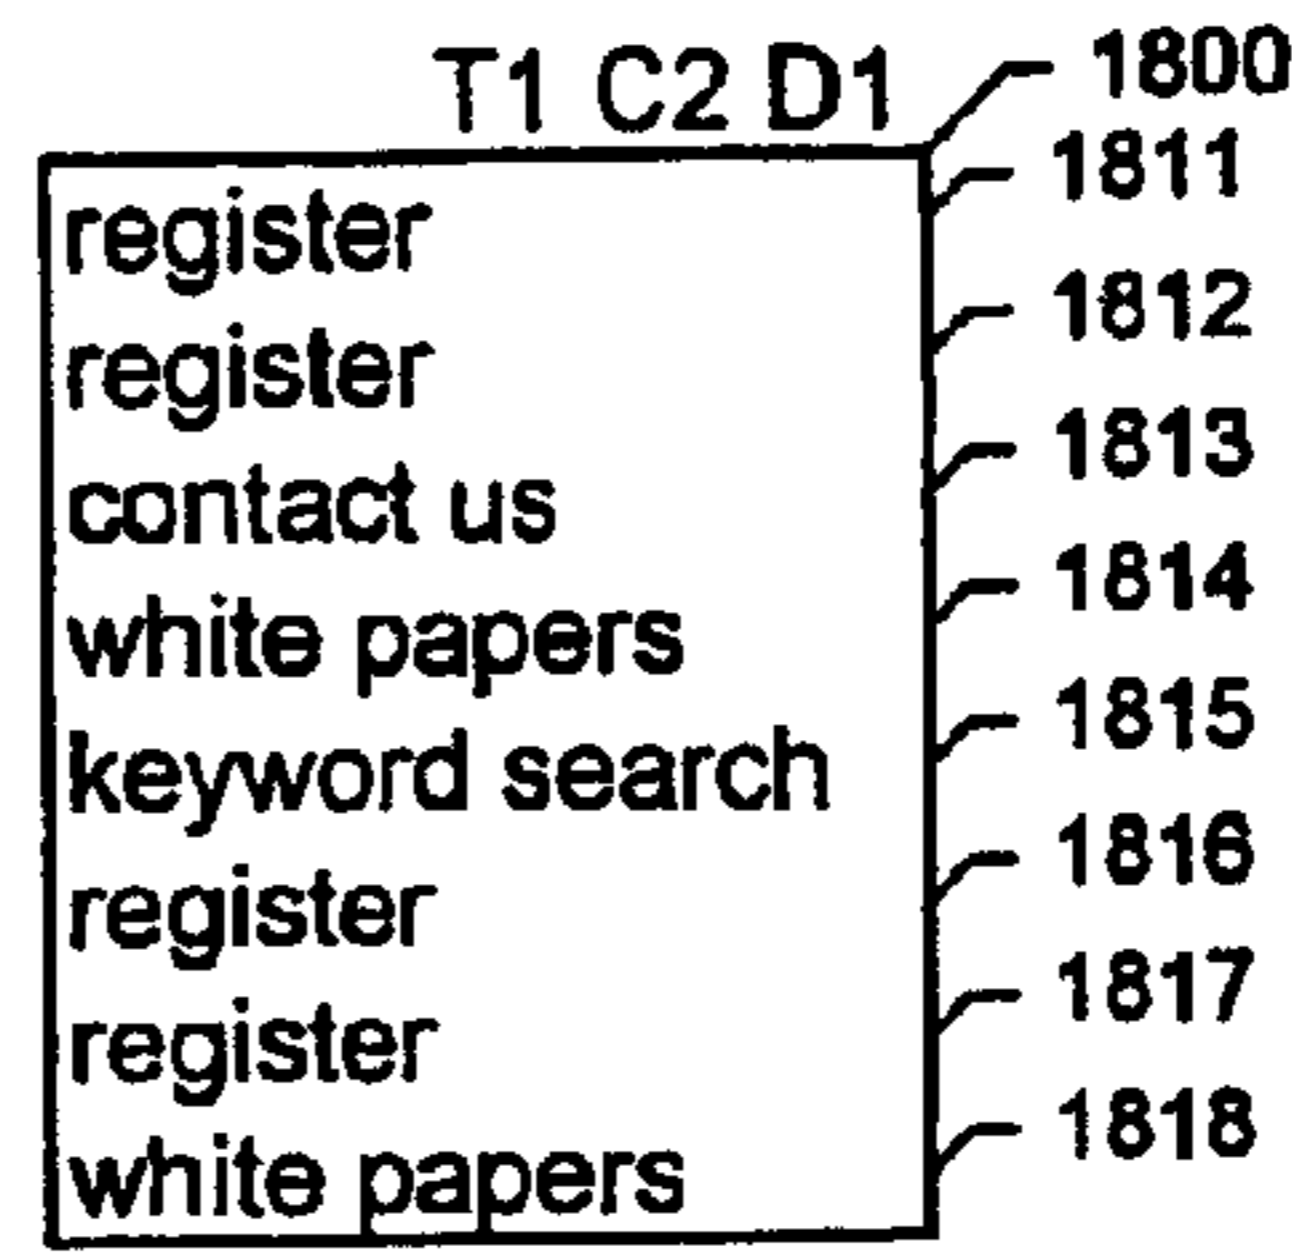 T1 C2 D1 1800
register 1811
register 1812
contact us 1813
white papers 1814
keyword search 1815
register 1816
register 1817
white papers 1818